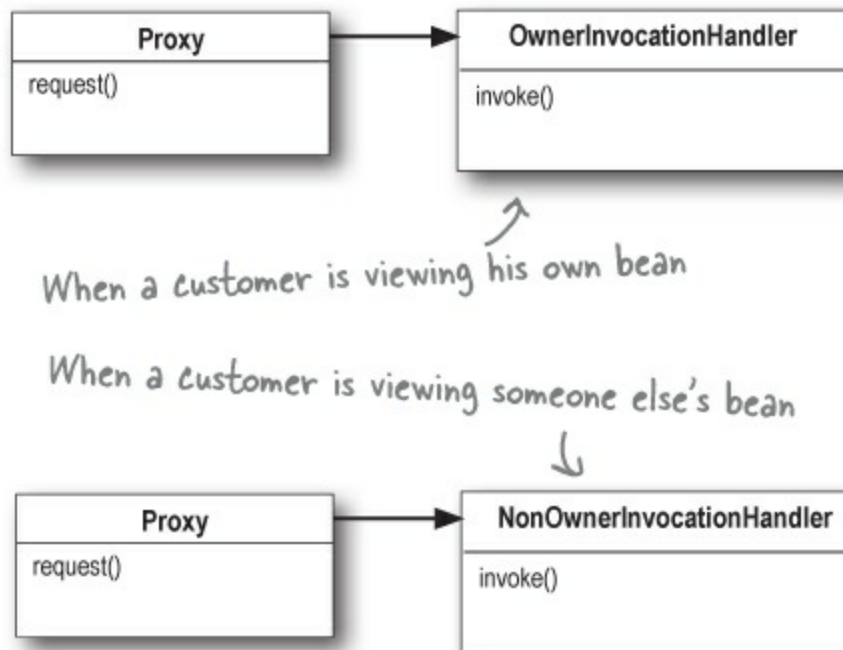 Proxy
request()
OwnerInvocationHandler
invoke()
When a customer is viewing his own bean
When a customer is viewing someone else's bean
Proxy
request()
NonOwnerInvocationHandler
invoke()